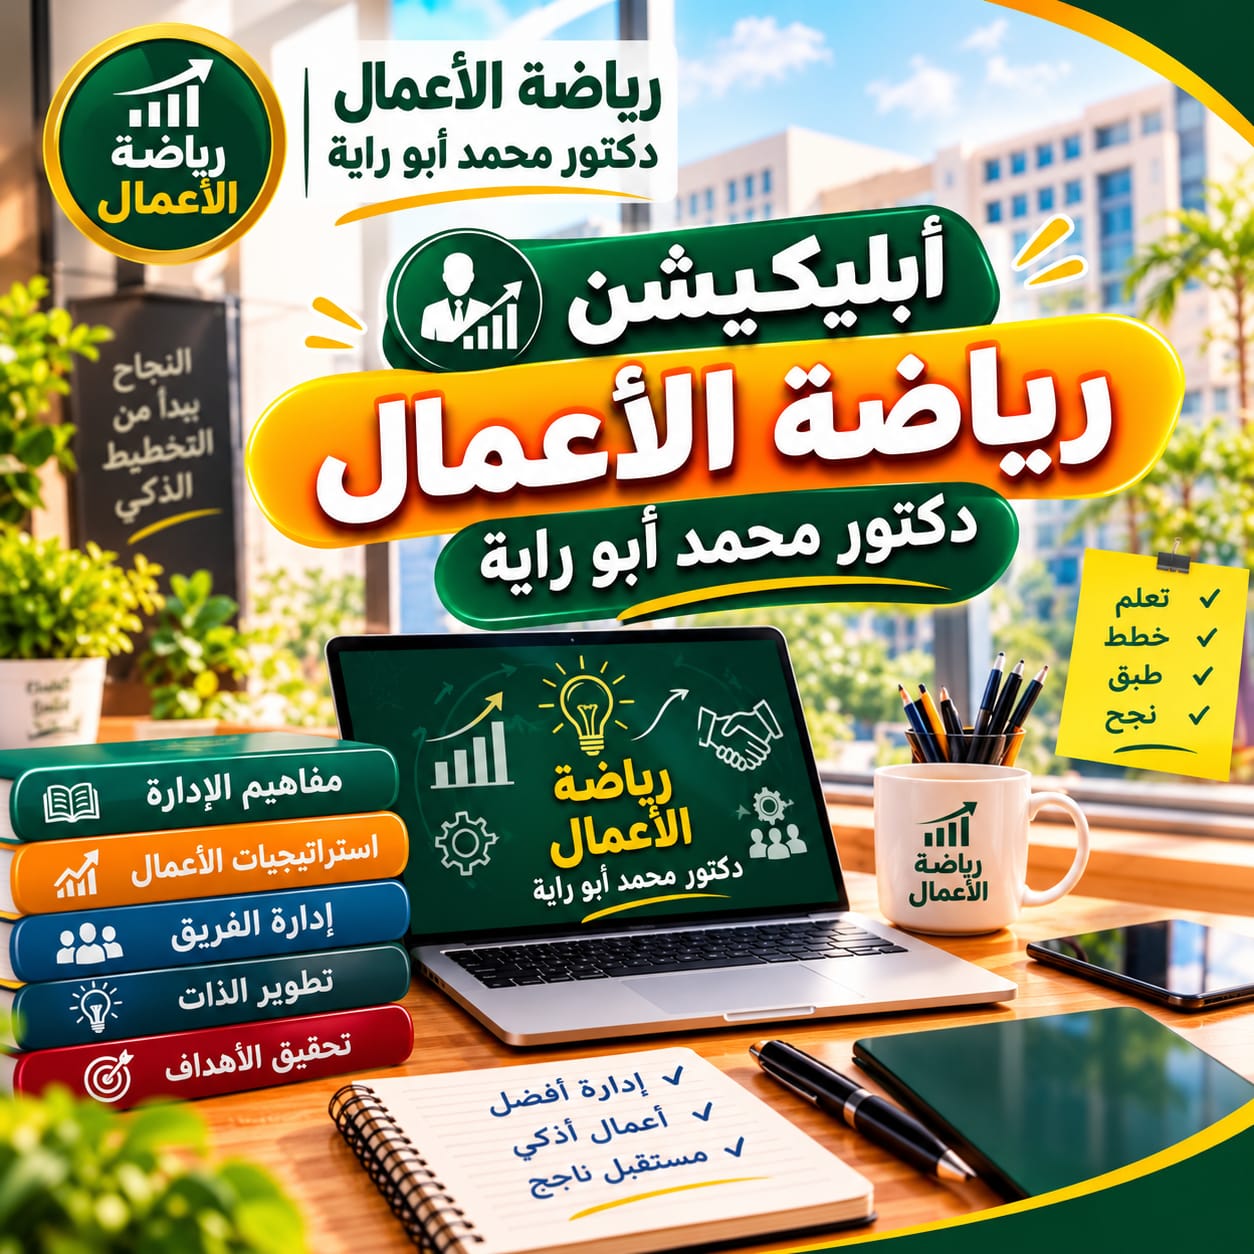 رياضة
الأعمال
رياضة الأعمال
دكتور محمد أبو راية
أبليكيشن
رياضة الأعمال
دكتور محمد أبو راية
النجاح
يبدأ من
التخطيط
الذكي
تعلم
خطط
طبق
نجح
رياضة
الأعمال
دكتور محمد أبو راية
رياضة
الأعمال
مفاهيم الإدارة
استراتيجيات الأعمال
إدارة الفريق
تطوير الذات
تحقيق الأهداف
إدارة أفضل
أعمال أذكي
مستقبل ناجح